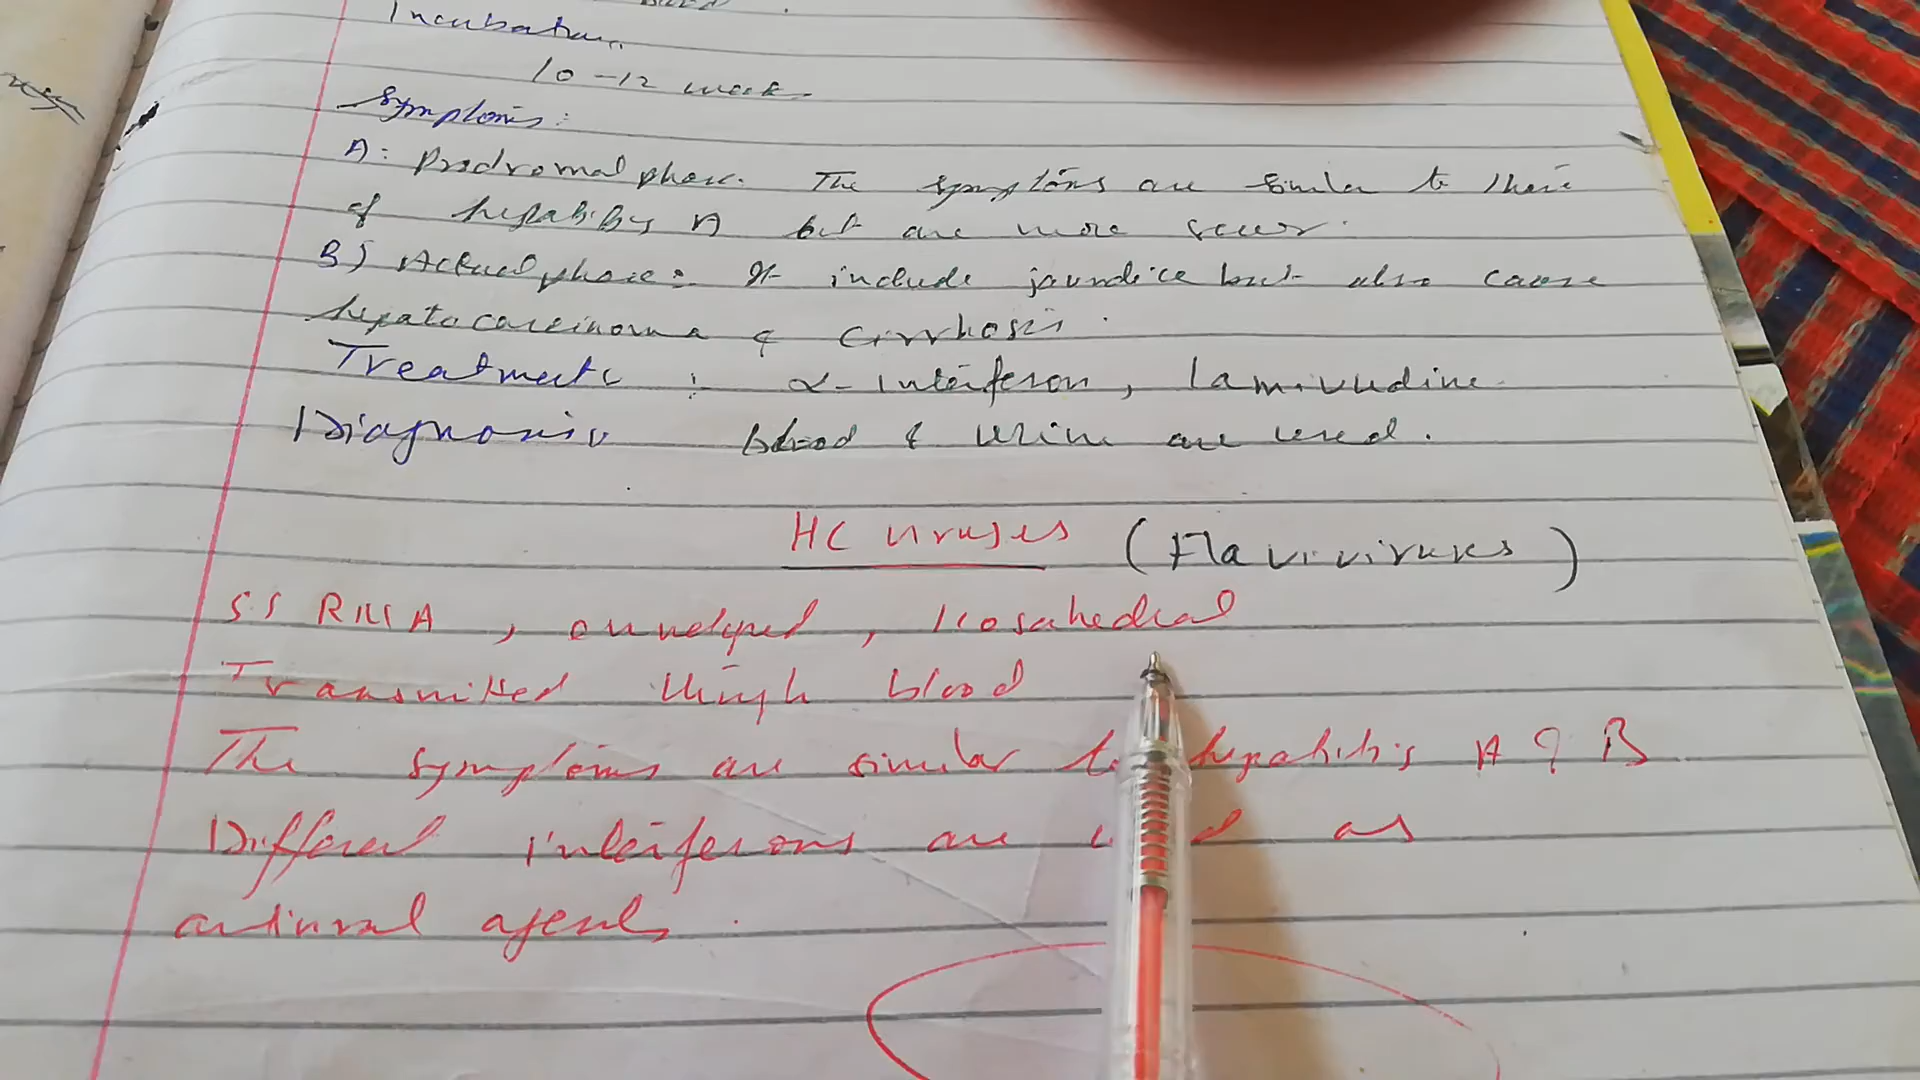 Incubation
10-12 week
Symptoms:
A: Prodromal phase. The symptoms are similar to those
of hepatitis A but are more sever.
B) Actual phase: It include jaundice but also cause
hepatocarcinoma & Cirrhosis.
Treatment : α-interferon, lamivudine
Diagnosis blood & Urine are used.
HC Viruses (Flaviviruses)
SS RNA, enveloped, Icosahedral
Transmitted through blood
The symptoms are similar to hepatitis A & B
Different interferons are used as
antiviral agents.